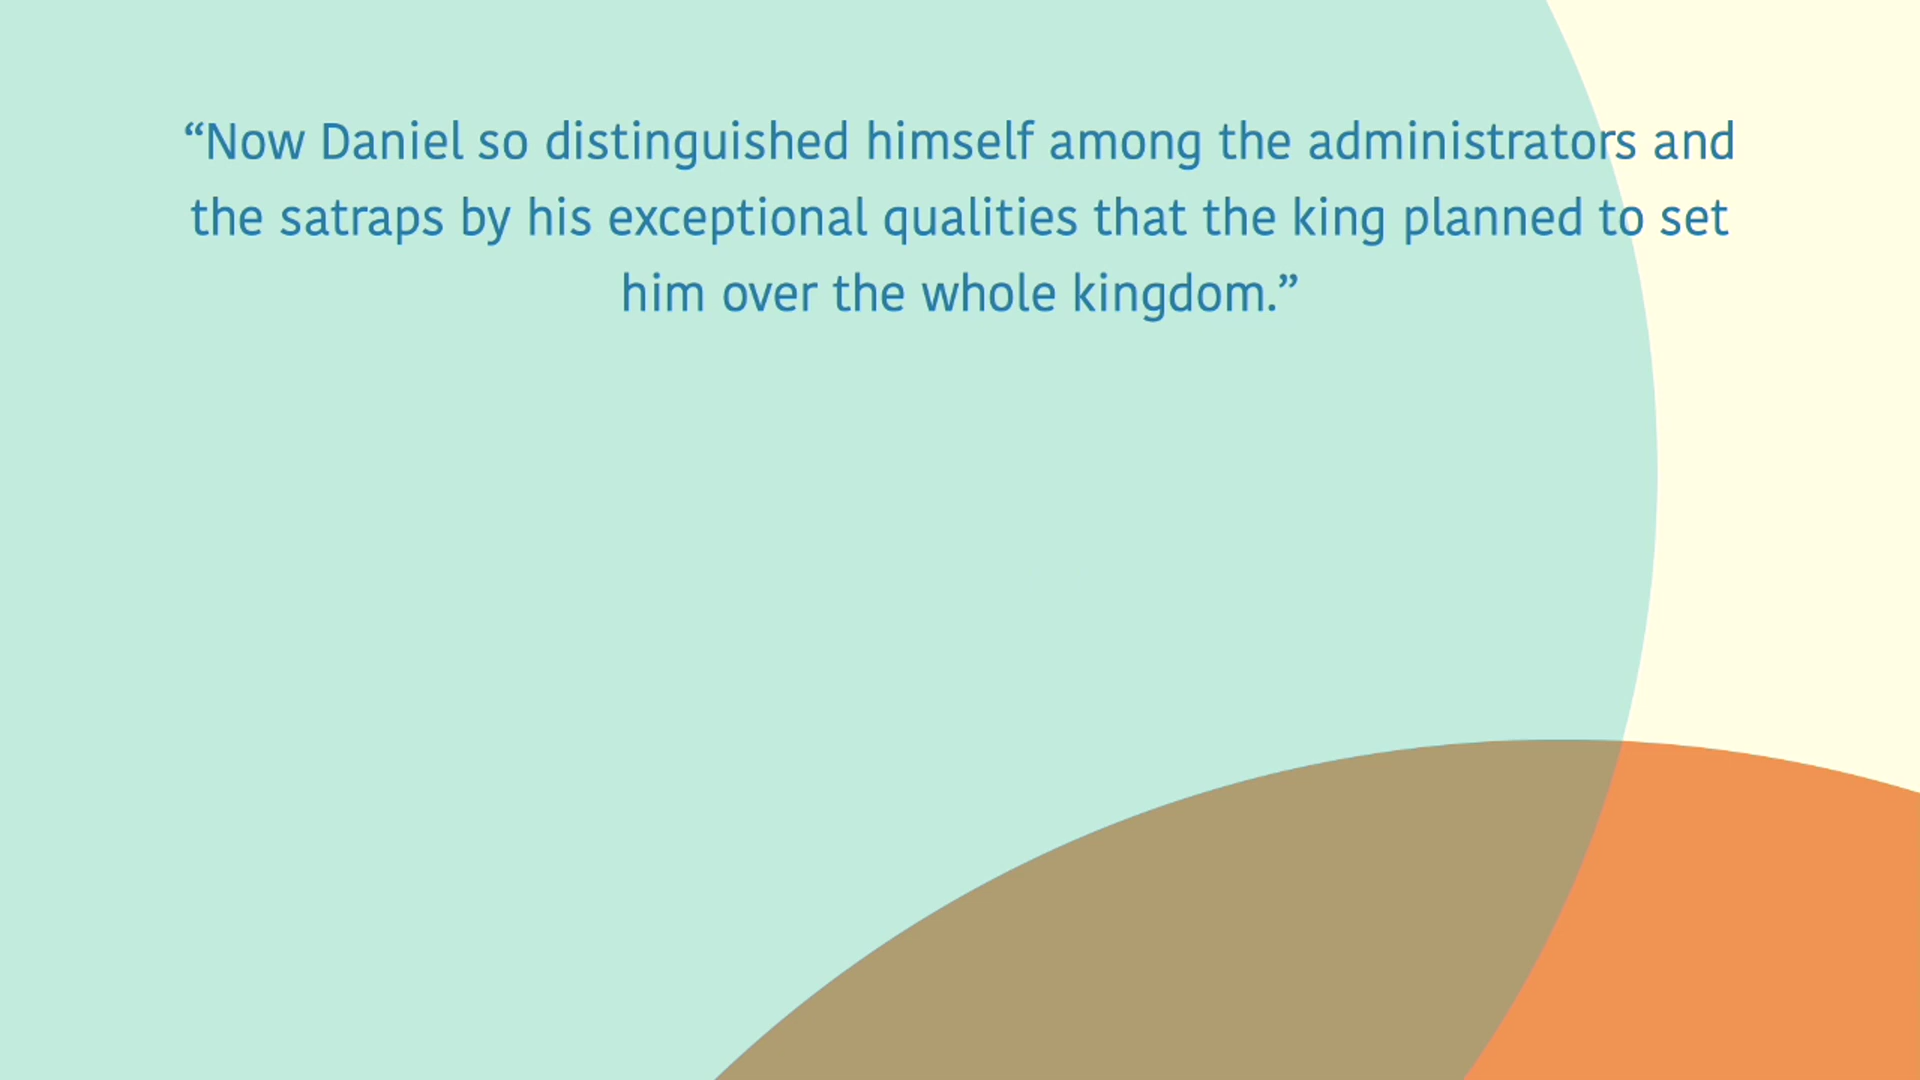 “Now Daniel so distinguished himself among the administrators and
the satraps by his exceptional qualities that the king planned to set
him over the whole kingdom.”